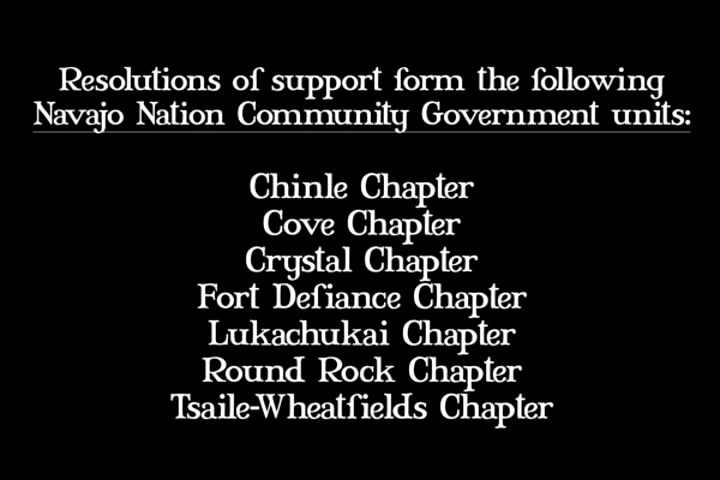 Resolutions of support form the following
Navajo Nation Community Government units:
Chinle Chapter
Cove Chapter
Crystal Chapter
Fort Defiance Chapter
Lukachukai Chapter
Round Rock Chapter
Tsaile-Wheatfields Chapter